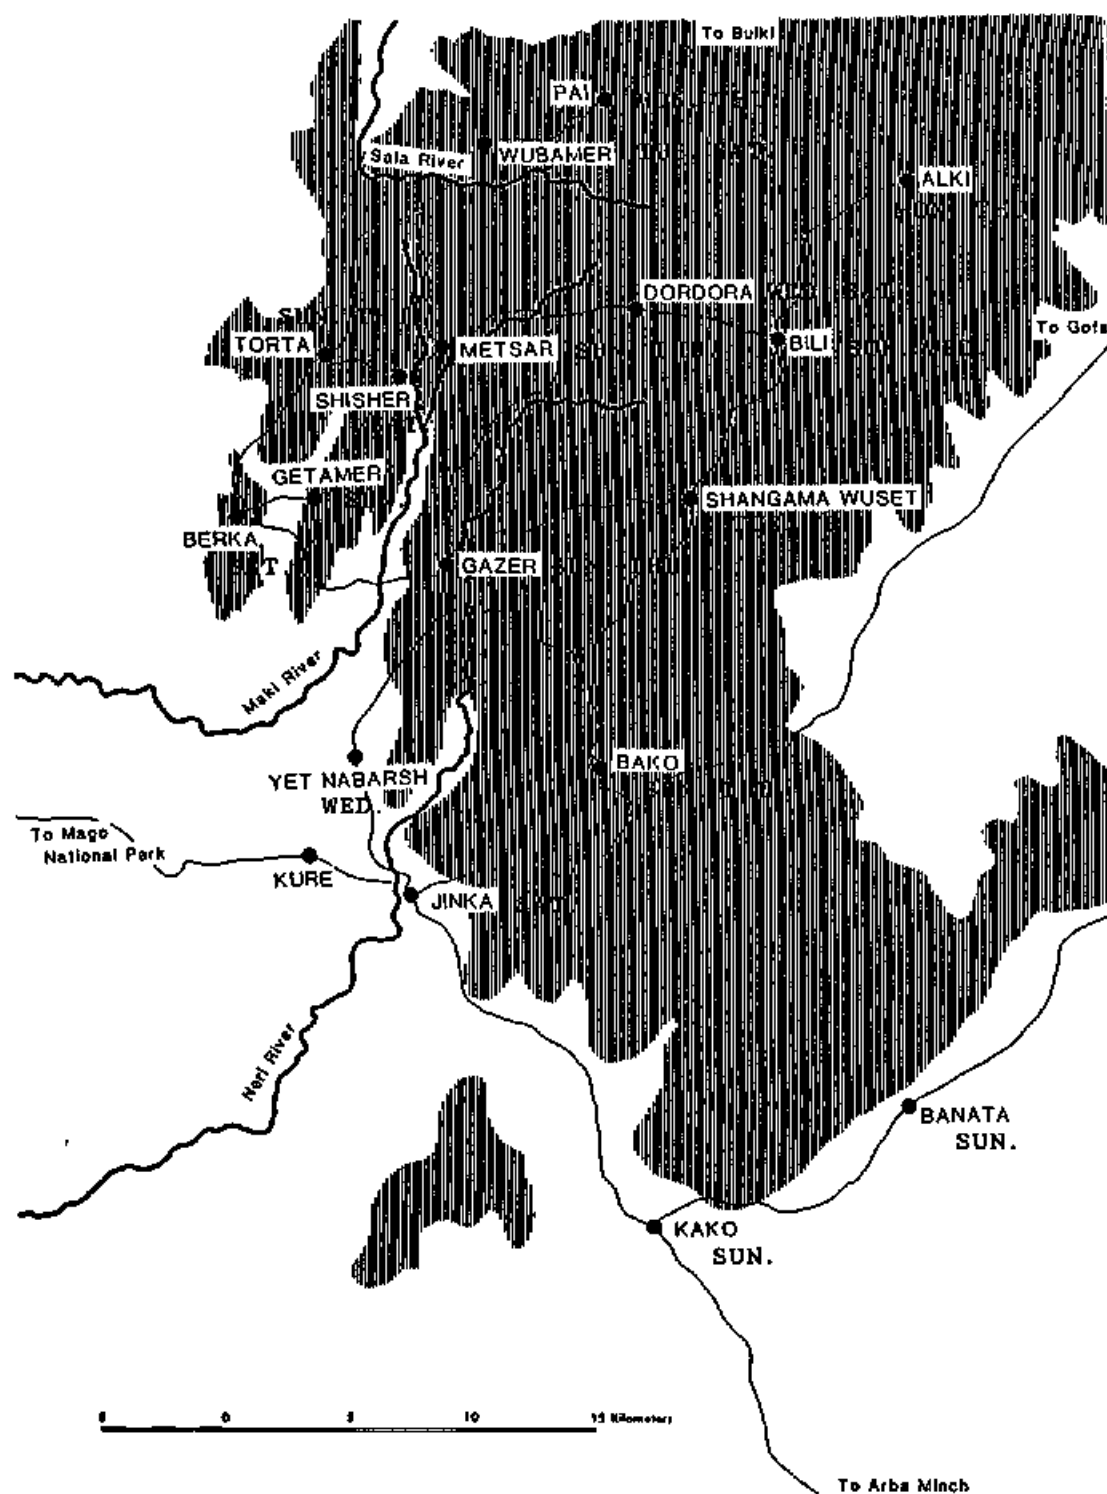 To Bulki
PAI
Sala River
WUBAMER
ALKI
DORDORA
To Gofa
TORTA
METSAR
BILI
SHISHER
GETAMER
SHANGAMA WUSET
BERKA
GAZER
Maki River
BAKO
YET NABARSH
WED.
To Mago
National Park
KURE
JINKA
Neri River
BANATA
SUN.
KAKO
SUN.
10
15 Kilometers
To Arba Minch